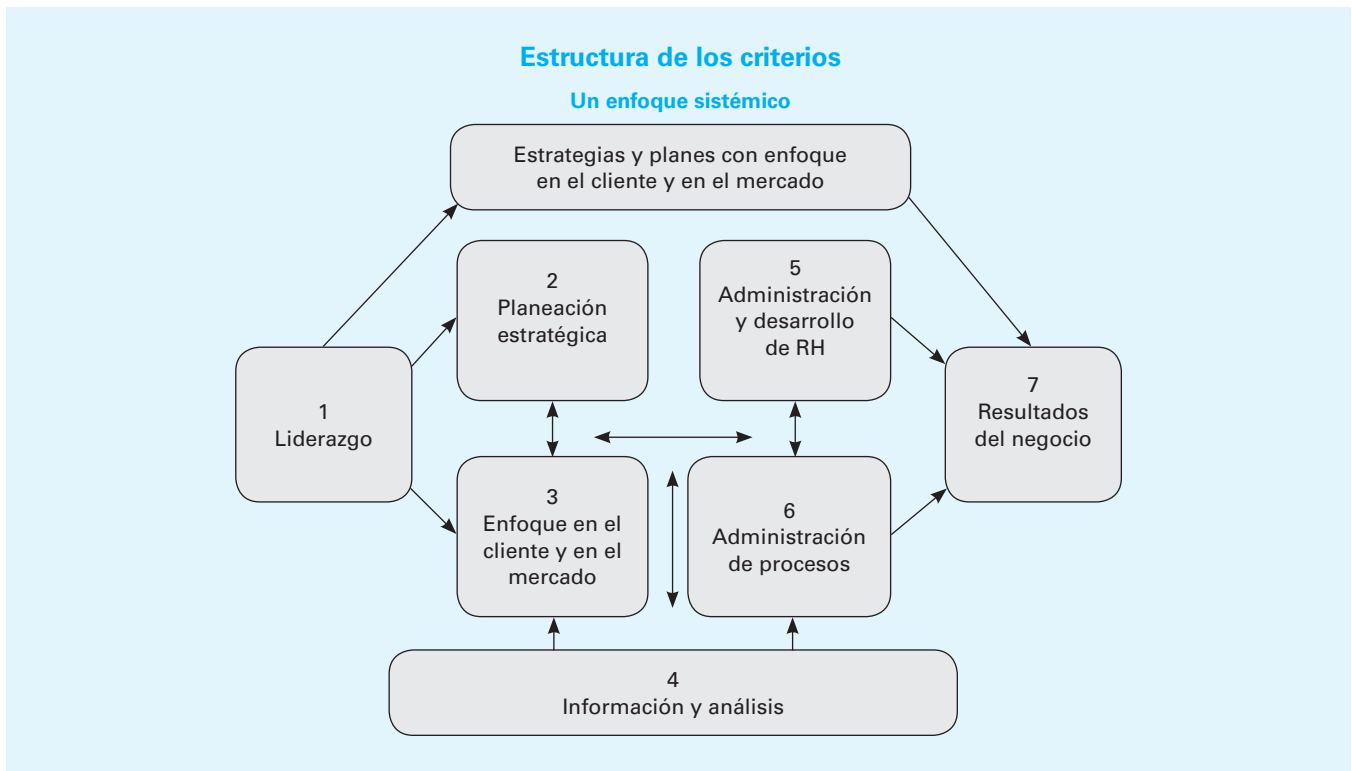 Estructura de los criterios
Un enfoque sistémico
Estrategias y planes con enfoque
en el cliente y en el mercado
2
Planeación
estratégica
5
Administración
y desarrollo
de RH
1
Liderazgo
7
Resultados
del negocio
3
Enfoque en el
cliente y en el
mercado
6
Administración
de procesos
4
Información y análisis